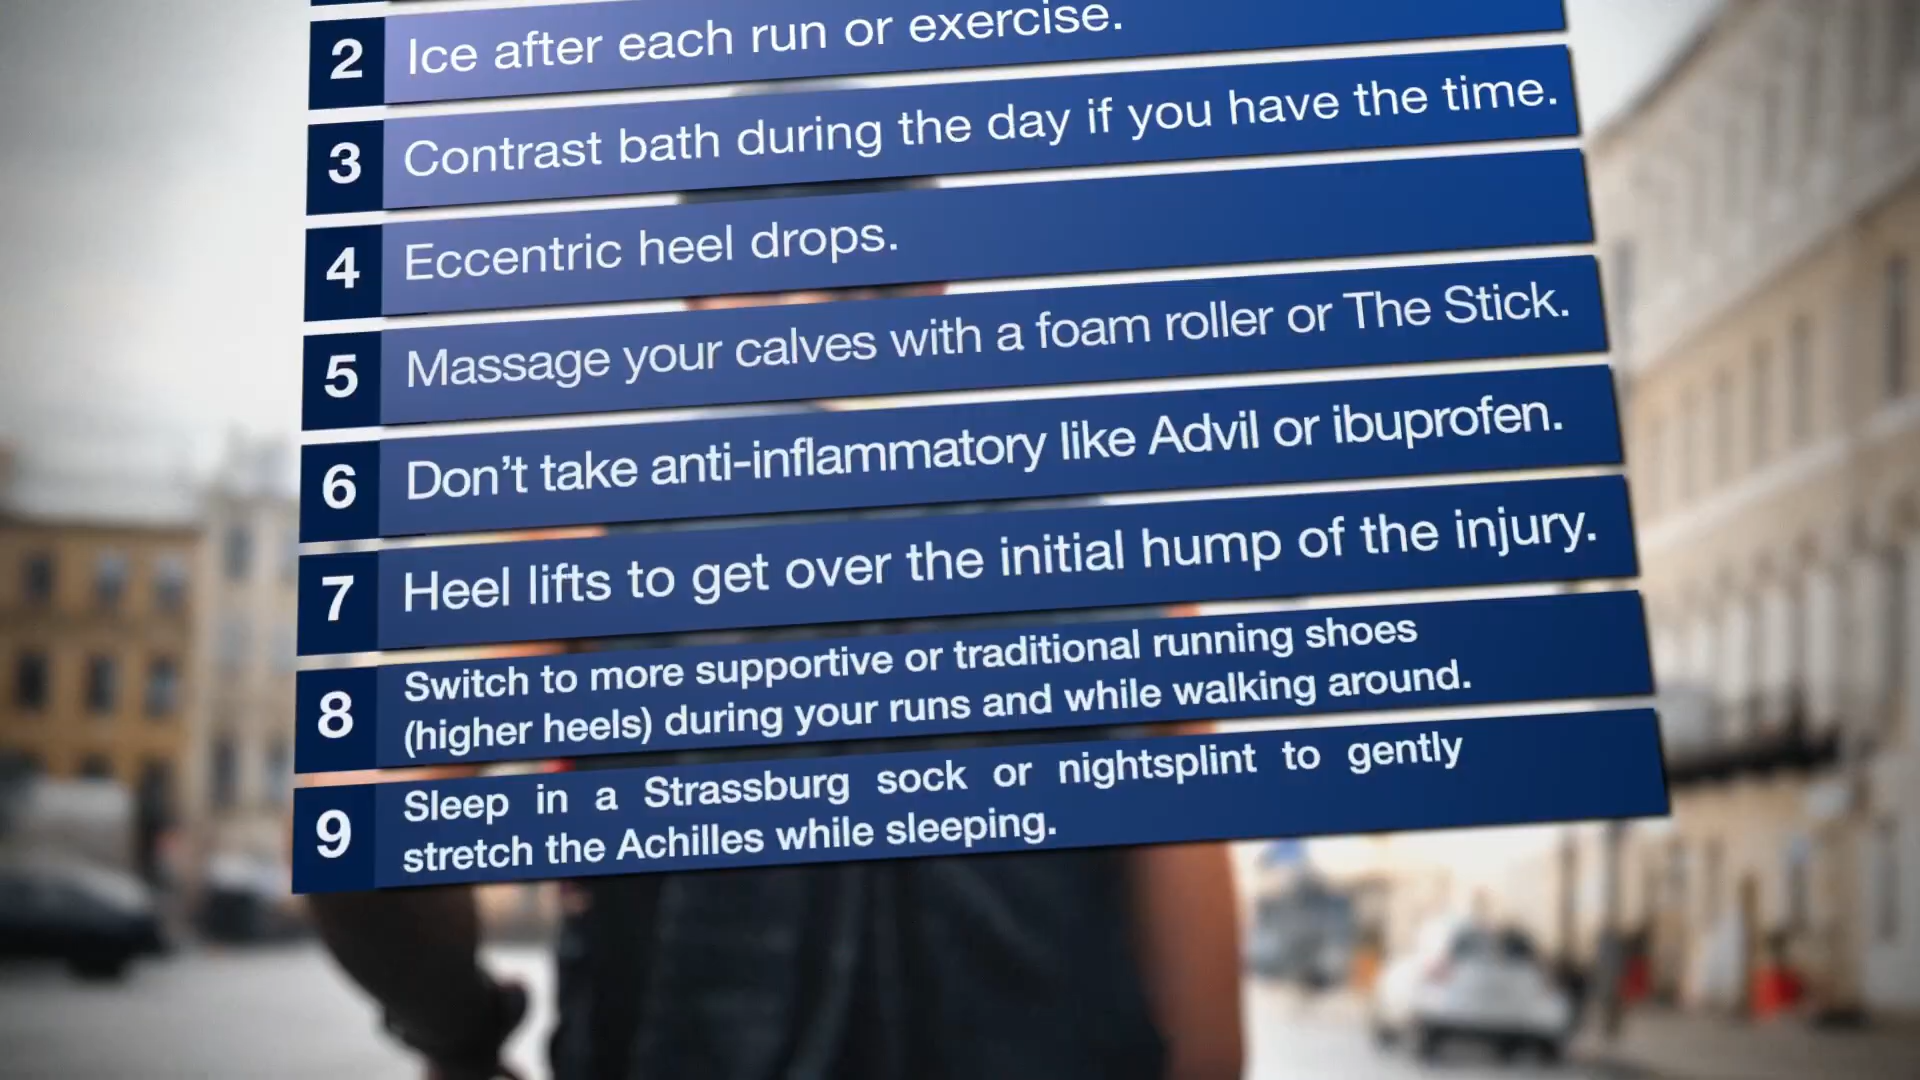 2 Ice after each run or exercise.
3 Contrast bath during the day if you have the time.
4 Eccentric heel drops.
5 Massage your calves with a foam roller or The Stick.
6 Don't take anti-inflammatory like Advil or ibuprofen.
7 Heel lifts to get over the initial hump of the injury.
8 Switch to more supportive or traditional running shoes
(higher heels) during your runs and while walking around.
9 Sleep in a Strassburg sock or nightsplint to gently
stretch the Achilles while sleeping.